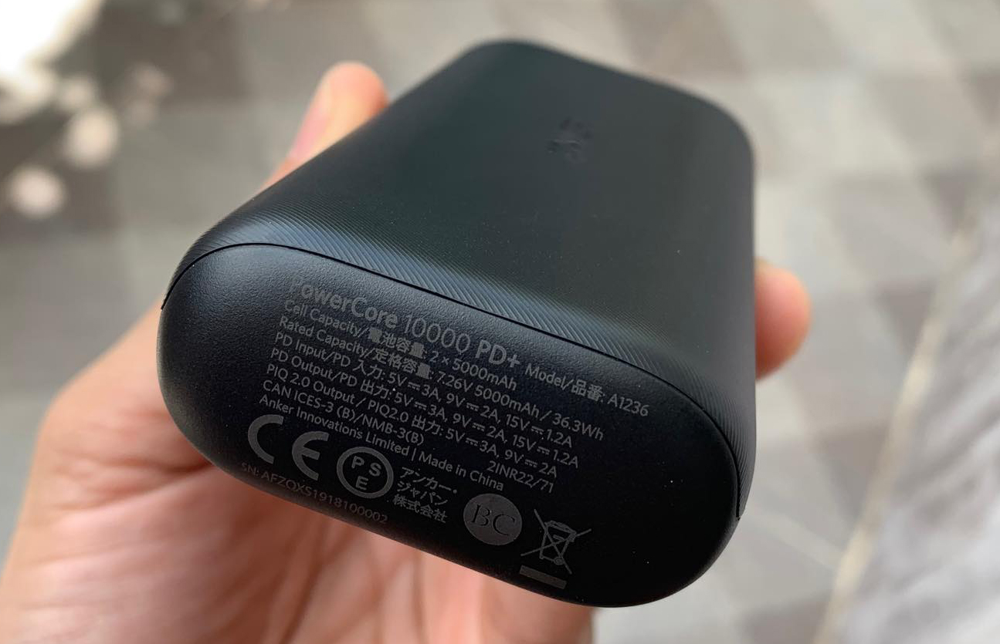 PowerCore 10000 PD+ Model/品番: A1236
Cell Capacity/電池容量: 2 × 5000mAh
Rated Capacity/定格容量: 7.26V 5000mAh / 36.3Wh
PD Input/PD 入力: 5V⎓3A, 9V⎓2A, 15V⎓1.2A
PD Output/PD 出力: 5V⎓3A, 9V⎓2A, 15V⎓1.2A
PIQ 2.0 Output / PIQ2.0 出力: 5V⎓3A, 9V⎓2A
CAN ICES-3 (B)/NMB-3(B) 2INR22/71
Anker Innovations Limited | Made in China
CE
PSE
アンカー・
ジャパン
株式会社
BC
SN: AFZQX51918100002